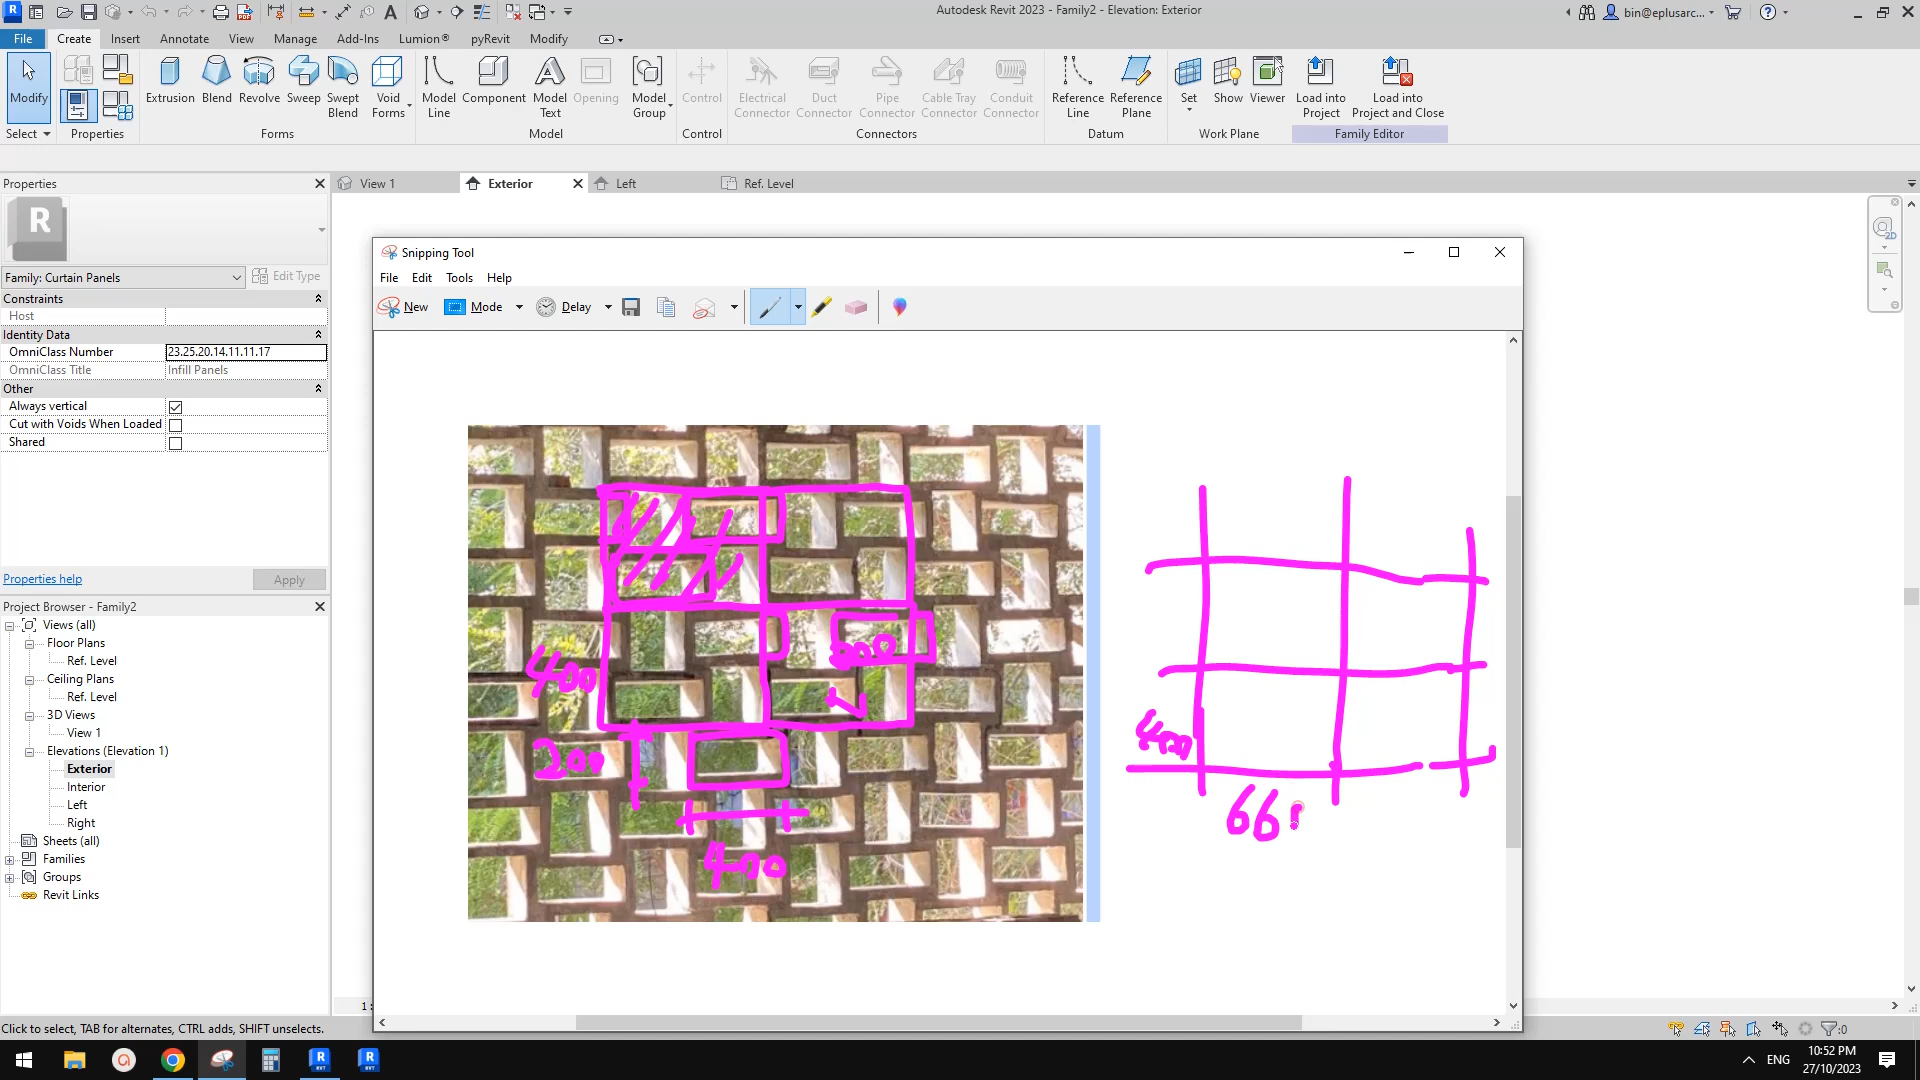 Autodesk Revit 2023 - Family2 - Elevation: Exterior
bin@eplusarc...
File Create Insert Annotate View Manage Add-Ins Collaborate Lumion® pyRevit Modify
Modify
Extrusion Blend Revolve Sweep Swept Blend Void Forms
Model Line Component Model Text Opening Model Group
Control
Electrical Connector Duct Connector Pipe Connector Cable Tray Connector Conduit Connector
Reference Line Reference Plane
Set Show Viewer
Load into Project Load into Project and Close
Select Properties Forms Model Control Connectors Datum Work Plane Family Editor
Properties
View 1 Exterior Left Ref. Level
R
Family: Curtain Panels
Edit Type
Constraints
Host
Identity Data
OmniClass Number 23.25.20.14.11.11.17
OmniClass Title Infill Panels
Other
Always vertical
Cut with Voids When Loaded
Shared
Properties help
Apply
Project Browser - Family2
Views (all)
Floor Plans
Ref. Level
Ceiling Plans
Ref. Level
3D Views
View 1
Elevations (Elevation 1)
Exterior
Interior
Left
Right
Sheets (all)
Families
Groups
Revit Links
Snipping Tool
File Edit Tools Help
New Mode Delay
400
200
400
400
66
1 :
Click to select, TAB for alternates, CTRL adds, SHIFT unselects.
:0
ENG
10:52 PM
27/10/2023